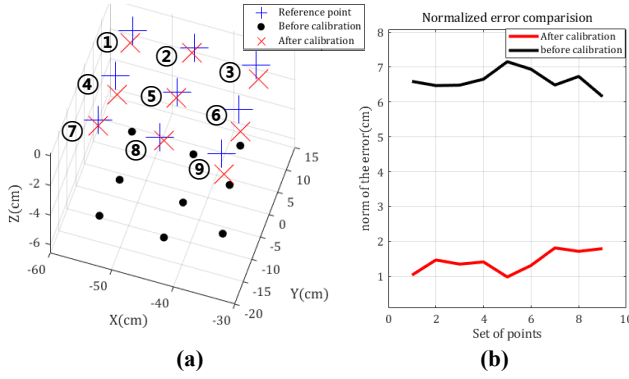 Reference point
Before calibration
After calibration
① ② ③
④ ⑤ ⑥
⑦ ⑧ ⑨
0
-2
-4
-6
Z(cm)
-60
-50
-40
-30
X(cm)
15
10
5
0
-5
-10
-15
-20
Y(cm)
(a)
Normalized error comparision
After calibration
before calibration
8
7
6
5
4
3
2
1
norm of the error(cm)
0 2 4 6 8 10
Set of points
(b)